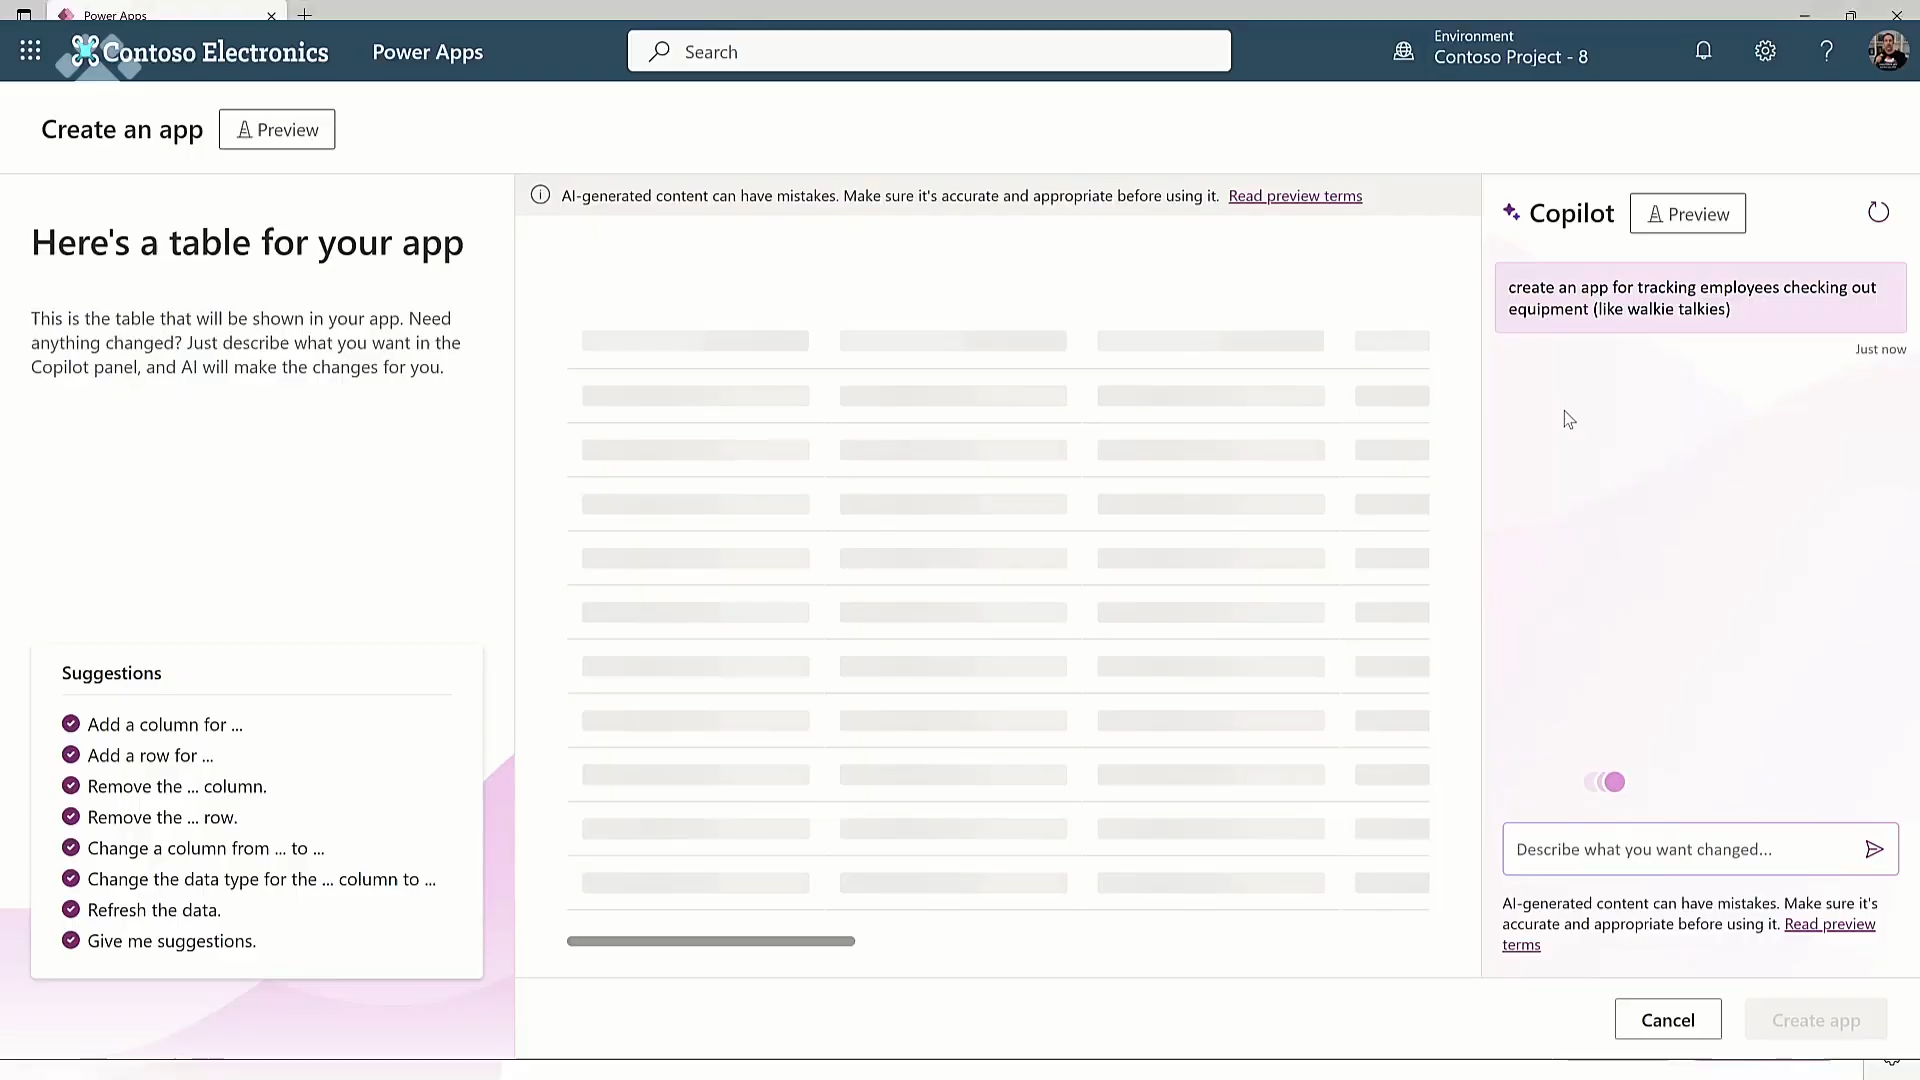 Power Apps
Contoso Electronics
Power Apps
Search
Environment
Contoso Project - 8
?
Create an app
Preview
Here's a table for your app
This is the table that will be shown in your app. Need
anything changed? Just describe what you want in the
Copilot panel, and AI will make the changes for you.
Suggestions
Add a column for ...
Add a row for ...
Remove the ... column.
Remove the ... row.
Change a column from ... to ...
Change the data type for the ... column to ...
Refresh the data.
Give me suggestions.
AI-generated content can have mistakes. Make sure it's accurate and appropriate before using it. Read preview terms
Copilot
Preview
create an app for tracking employees checking out
equipment (like walkie talkies)
Just now
Describe what you want changed...
AI-generated content can have mistakes. Make sure it's
accurate and appropriate before using it. Read preview
terms
Cancel
Create app